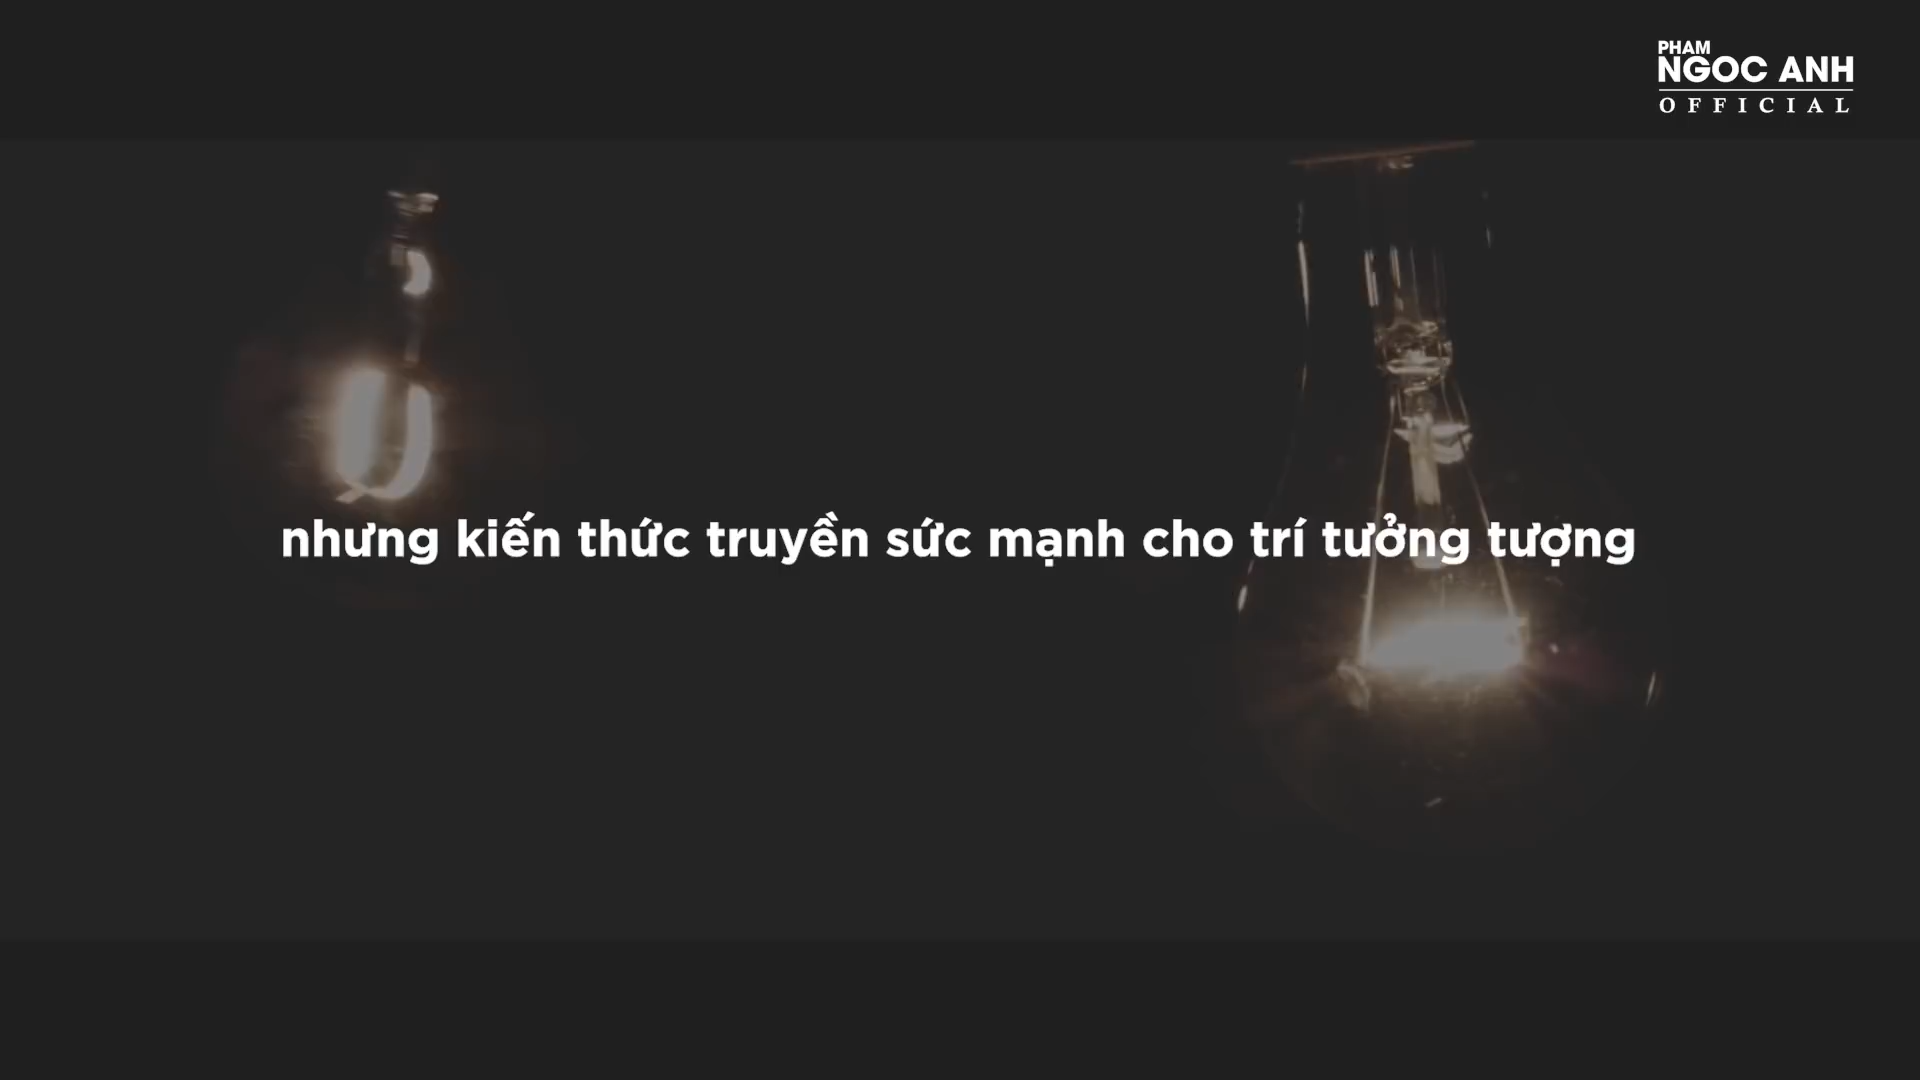 PHAM
NGOC ANH
OFFICIAL
nhưng kiến thức truyền sức mạnh cho trí tưởng tượng